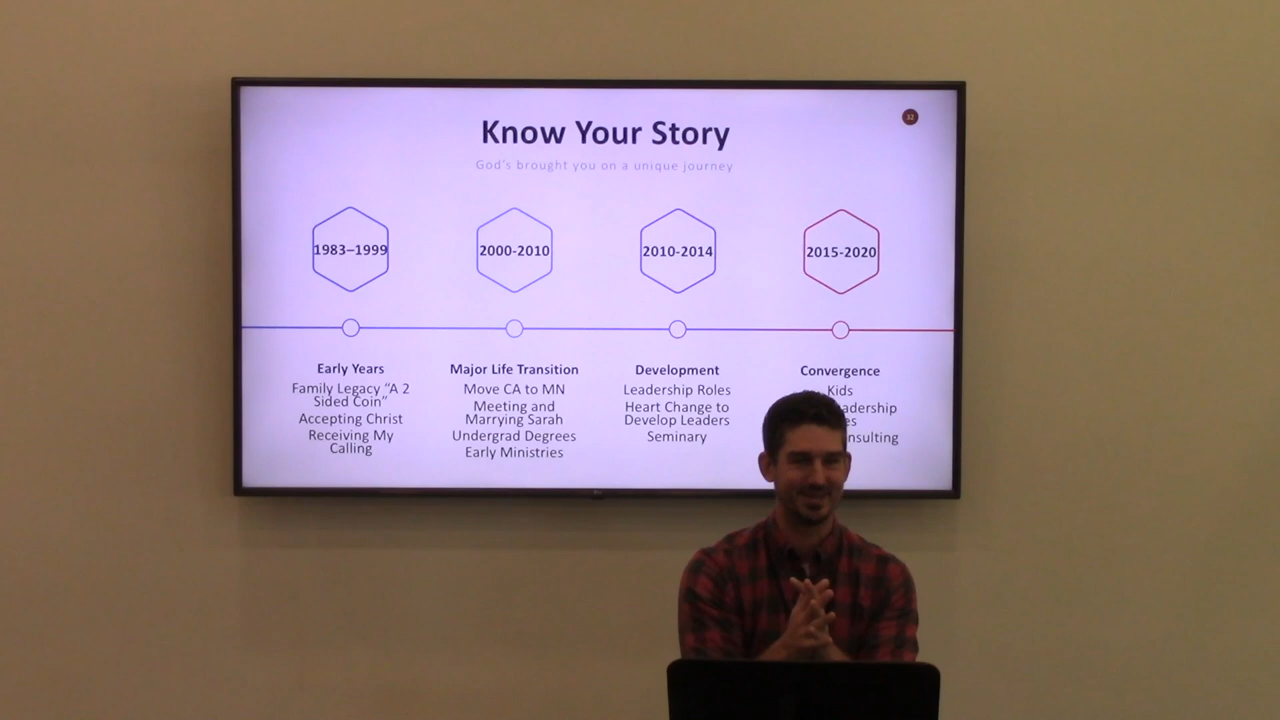 32
Know Your Story
God's brought you on a unique journey
1983–1999
2000-2010
2010-2014
2015-2020
Early Years
Family Legacy “A 2
Sided Coin”
Accepting Christ
Receiving My
Calling
Major Life Transition
Move CA to MN
Meeting and
Marrying Sarah
Undergrad Degrees
Early Ministries
Development
Leadership Roles
Heart Change to
Develop Leaders
Seminary
Convergence
Kids